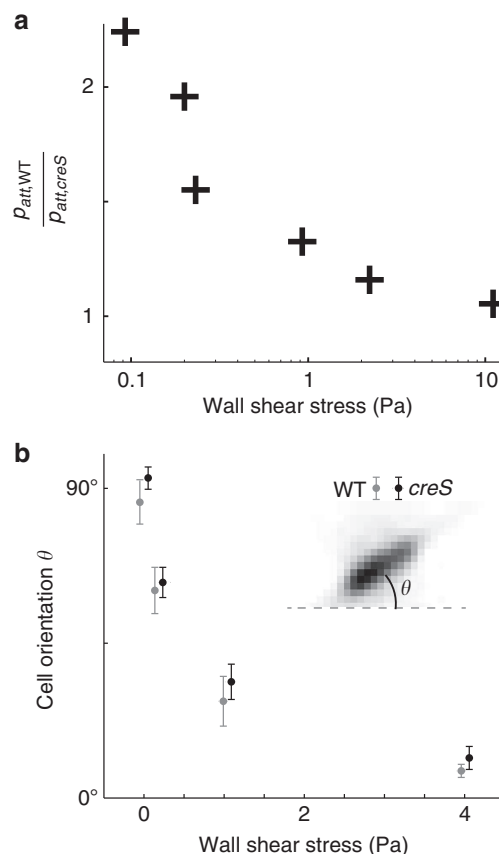 a
2
1
p_att,WT
p_att,creS
0.1
1
10
Wall shear stress (Pa)
b
90°
0°
Cell orientation θ
WT creS
θ
0
2
4
Wall shear stress (Pa)